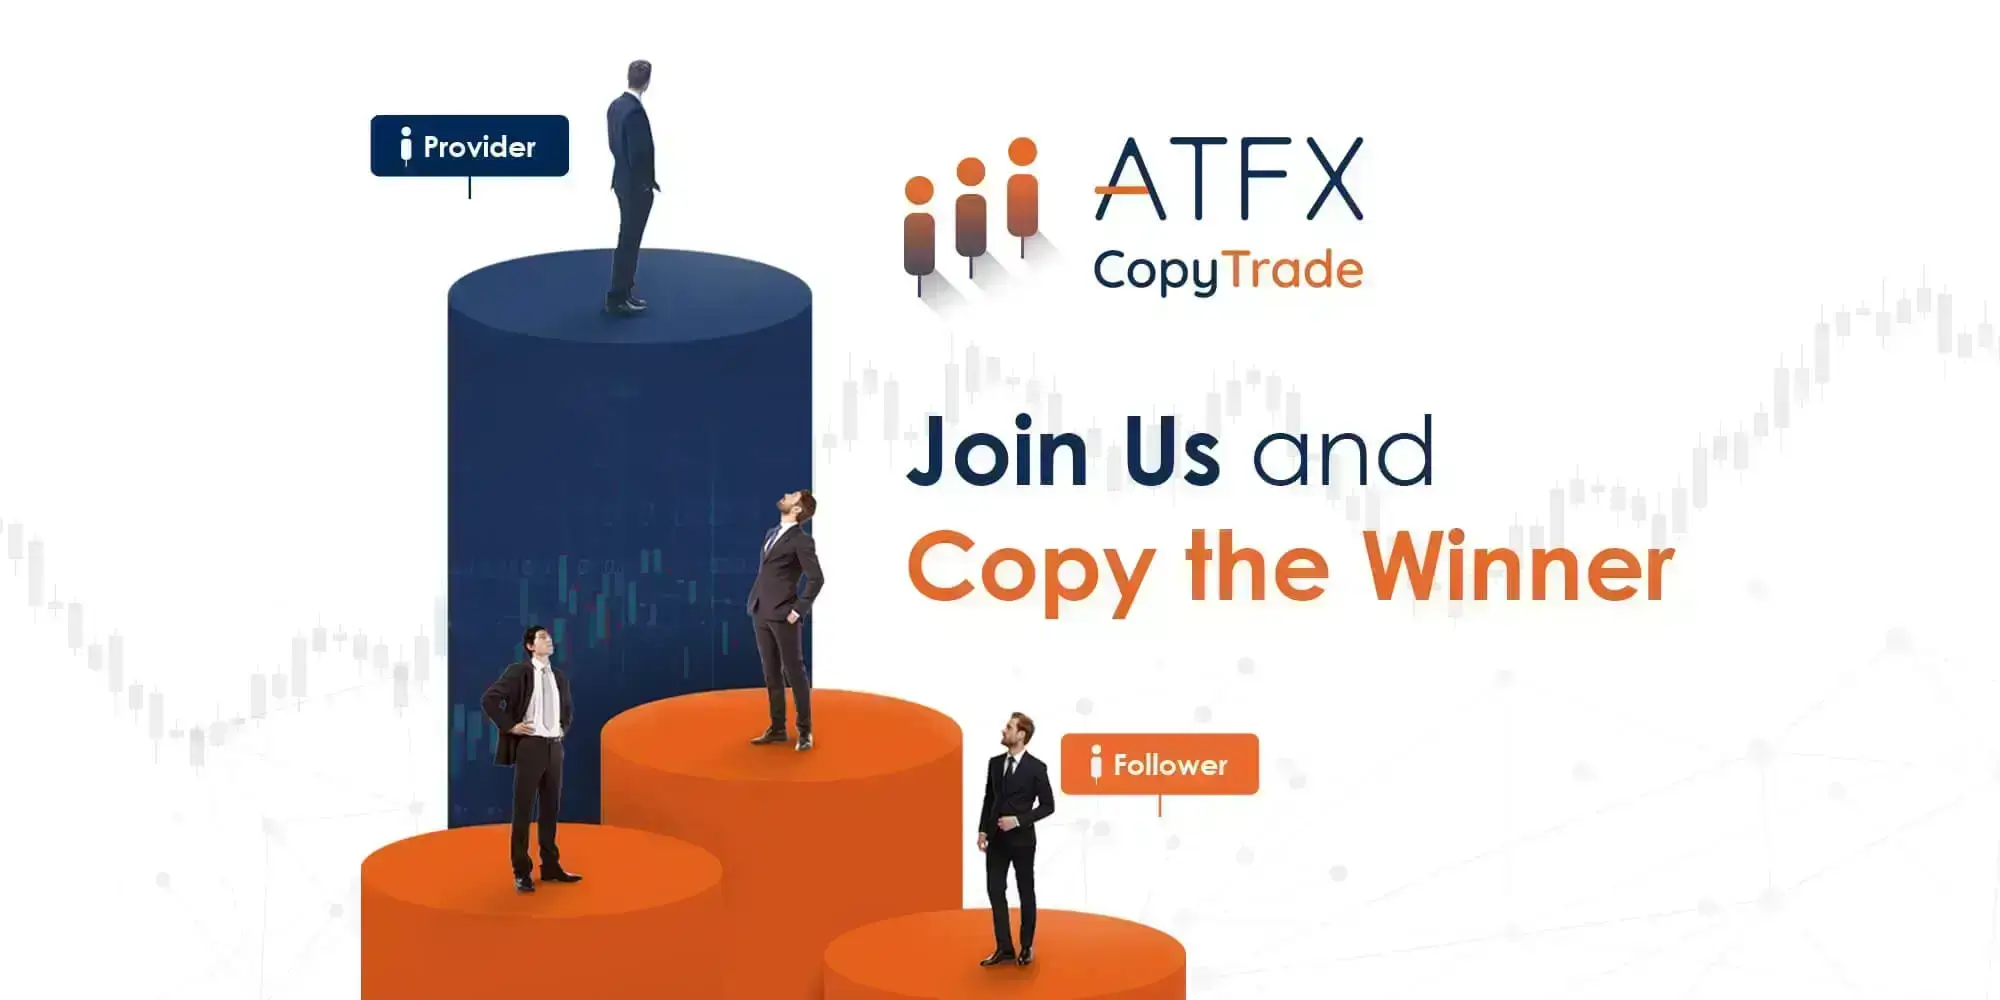 Provider
ATFX
CopyTrade
Join Us and
Copy the Winner
Follower